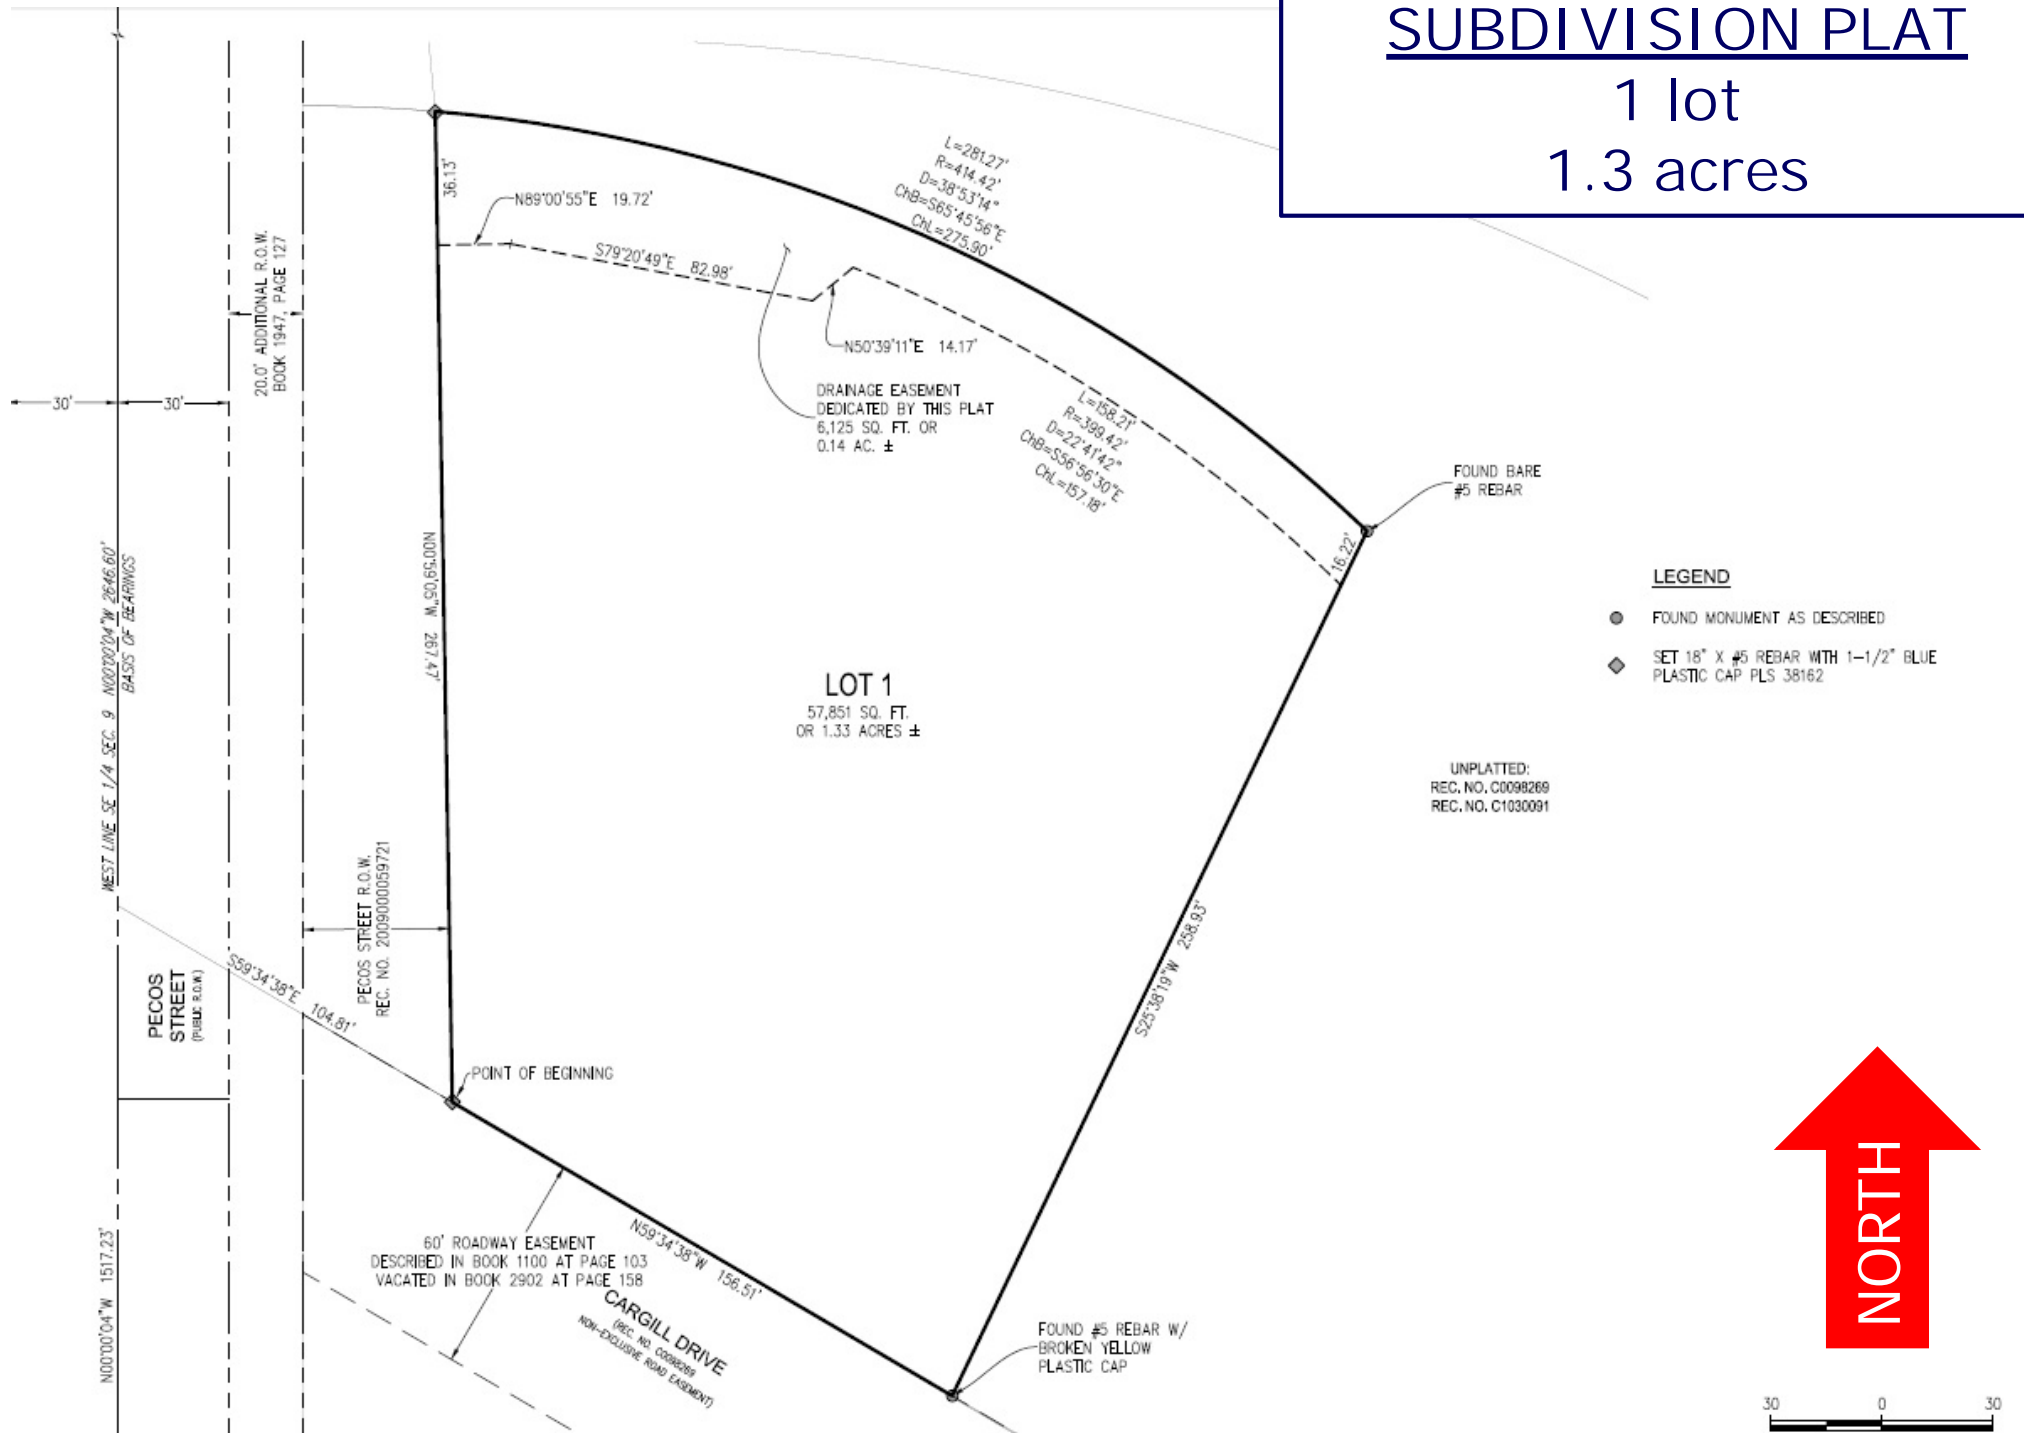 SUBDIVISION PLAT
1 lot
1.3 acres
L=281.27'
R=414.42'
D=38°53'14"
ChB=S65°45'56"E
ChL=275.90'
36.13'
N89°00'55"E 19.72'
S79°20'49"E 82.98'
N50°39'11"E 14.17'
20.0' ADDITIONAL R.O.W.
BOOK 1947, PAGE 127
30'
30'
DRAINAGE EASEMENT
DEDICATED BY THIS PLAT
6,125 SQ. FT. OR
0.14 AC. ±
L=158.21'
R=399.42'
D=22°41'42"
ChB=S56°56'30"E
ChL=157.18'
FOUND BARE
#5 REBAR
16.22'
WEST LINE SE 1/4 SEC. 9 N00°00'04"W 2646.60'
BASIS OF BEARINGS
N00°59'05"W 267.47'
LEGEND
FOUND MONUMENT AS DESCRIBED
SET 18" X #5 REBAR WITH 1-1/2" BLUE
PLASTIC CAP PLS 38162
LOT 1
57,851 SQ. FT.
OR 1.33 ACRES ±
UNPLATTED:
REC. NO. C0098269
REC. NO. C1030091
PECOS STREET R.O.W.
REC. NO. 2009000059721
S25°38'19"W 258.93'
PECOS
STREET
(PUBLIC R.O.W.)
S59°34'38"E 104.81'
POINT OF BEGINNING
N00°00'04"W 1517.23'
60' ROADWAY EASEMENT
DESCRIBED IN BOOK 1100 AT PAGE 103
VACATED IN BOOK 2902 AT PAGE 158
N59°34'38"W 156.51'
CARGILL DRIVE
(REC. NO. C0098269
NON-EXCLUSIVE ROAD EASEMENT)
FOUND #5 REBAR W/
BROKEN YELLOW
PLASTIC CAP
NORTH
30 0 30